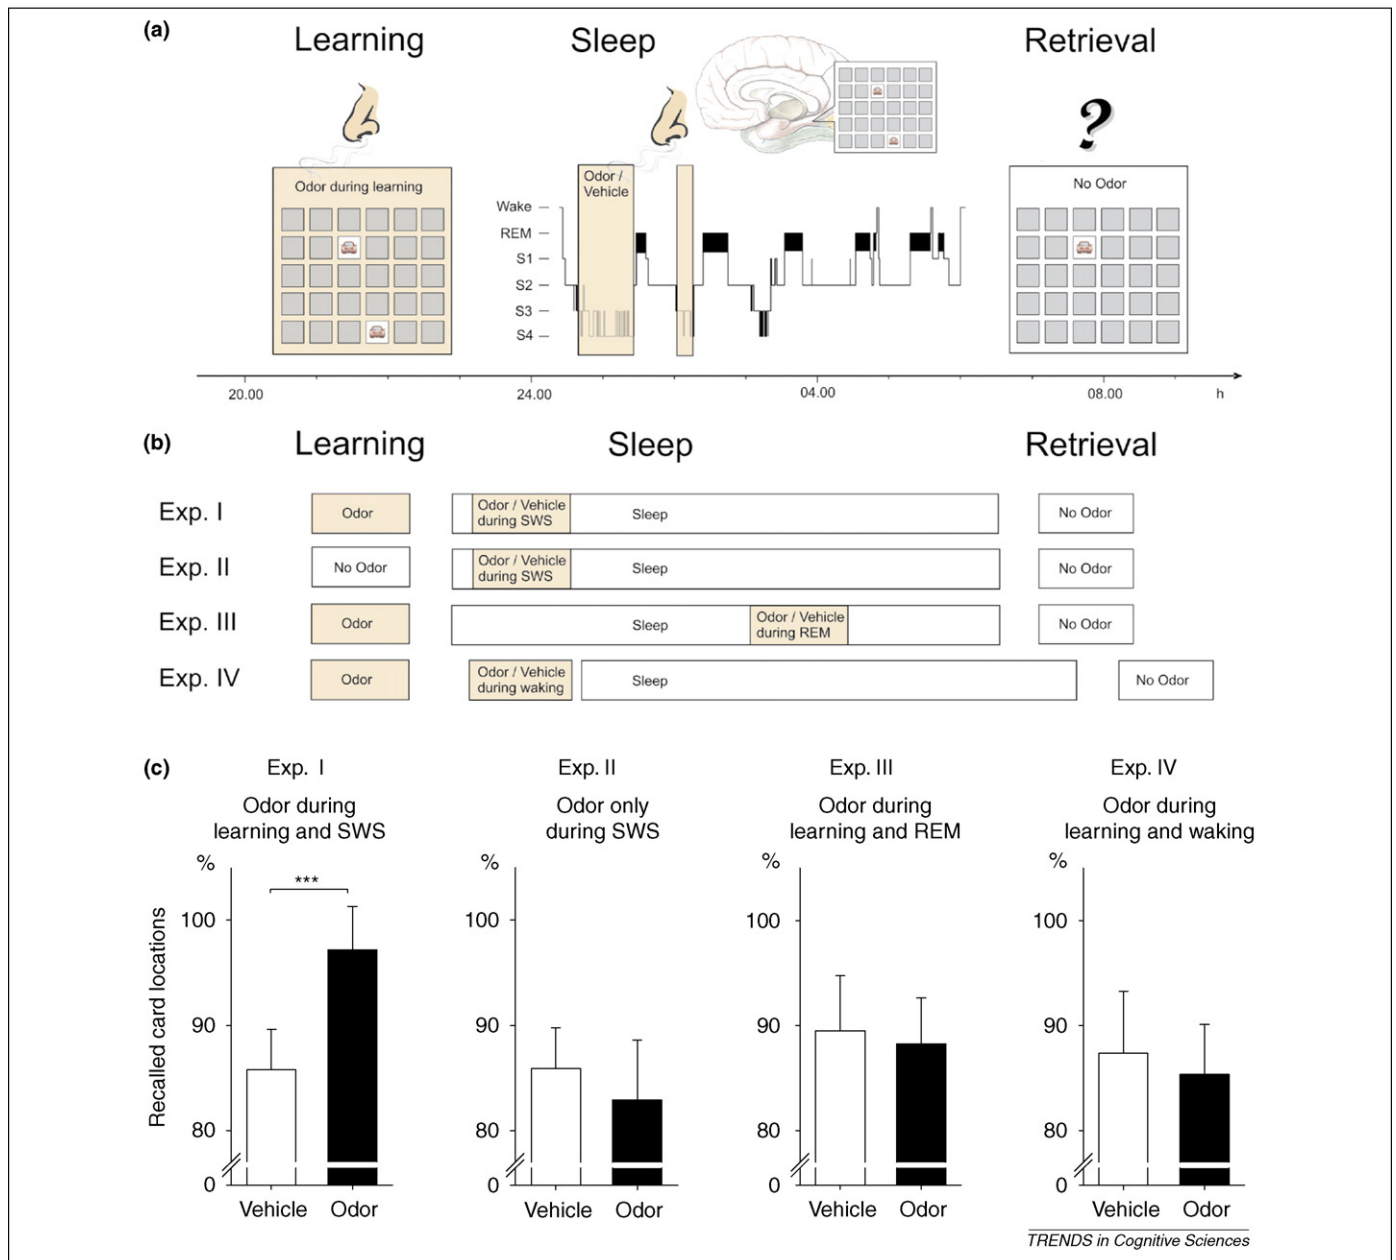 (a)
Learning
Sleep
Retrieval
?
Odor during learning
Odor /
Vehicle
No Odor
Wake
REM
S1
S2
S3
S4
20.00
24.00
04.00
08.00
h
(b)
Learning
Sleep
Retrieval
Exp. I
Odor
Odor / Vehicle
during SWS
Sleep
No Odor
Exp. II
No Odor
Odor / Vehicle
during SWS
Sleep
No Odor
Exp. III
Odor
Sleep
Odor / Vehicle
during REM
No Odor
Exp. IV
Odor
Odor / Vehicle
during waking
Sleep
No Odor
(c)
Exp. I
Odor during
learning and SWS
%
***
100
90
80
0
Recalled card locations
Vehicle
Odor
Exp. II
Odor only
during SWS
%
100
90
80
0
Vehicle
Odor
Exp. III
Odor during
learning and REM
%
100
90
80
0
Vehicle
Odor
Exp. IV
Odor during
learning and waking
%
100
90
80
0
Vehicle
Odor
TRENDS in Cognitive Sciences